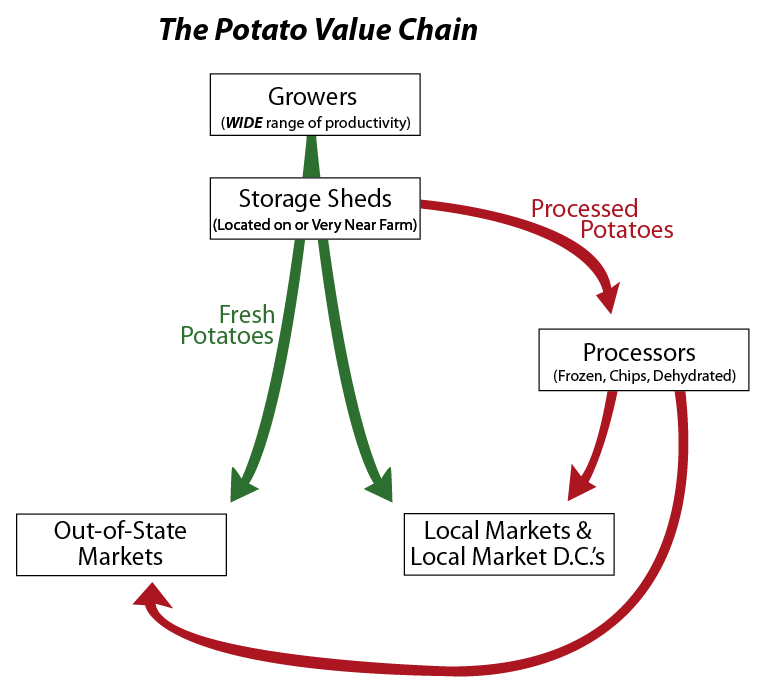 The Potato Value Chain
Growers
(WIDE range of productivity)
Storage Sheds
(Located on or Very Near Farm)
Processed
Potatoes
Fresh
Potatoes
Processors
(Frozen, Chips, Dehydrated)
Out-of-State
Markets
Local Markets &
Local Market D.C.'s